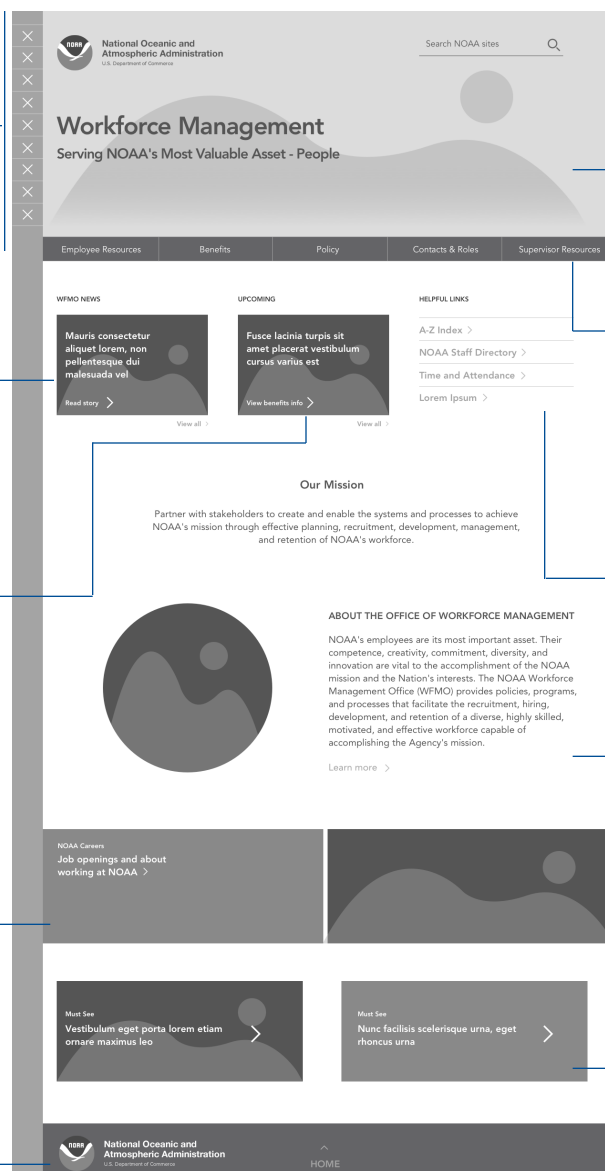 NOAA
National Oceanic and
Atmospheric Administration
U.S. Department of Commerce
Search NOAA sites
Workforce Management
Serving NOAA's Most Valuable Asset - People
Employee Resources
Benefits
Policy
Contacts & Roles
Supervisor Resources
WFMO NEWS
Mauris consectetur
aliquet lorem, non
pellentesque dui
malesuada vel
Read story
View all
UPCOMING
Fusce lacinia turpis sit
amet placerat vestibulum
cursus varius est
View benefits info
View all
HELPFUL LINKS
A-Z Index
NOAA Staff Directory
Time and Attendance
Lorem Ipsum
Our Mission
Partner with stakeholders to create and enable the systems and processes to achieve
NOAA's mission through effective planning, recruitment, development, management,
and retention of NOAA's workforce.
ABOUT THE OFFICE OF WORKFORCE MANAGEMENT
NOAA's employees are its most important asset. Their
competence, creativity, commitment, diversity, and
innovation are vital to the accomplishment of the NOAA
mission and the Nation's interests. The NOAA Workforce
Management Office (WFMO) provides policies, programs,
and processes that facilitate the recruitment, hiring,
development, and retention of a diverse, highly skilled,
motivated, and effective workforce capable of
accomplishing the Agency's mission.
Learn more
NOAA Careers
Job openings and about
working at NOAA
Must See
Vestibulum eget porta lorem etiam
ornare maximus leo
Must See
Nunc facilisis scelerisque urna, eget
rhoncus urna
NOAA
National Oceanic and
Atmospheric Administration
U.S. Department of Commerce
HOME